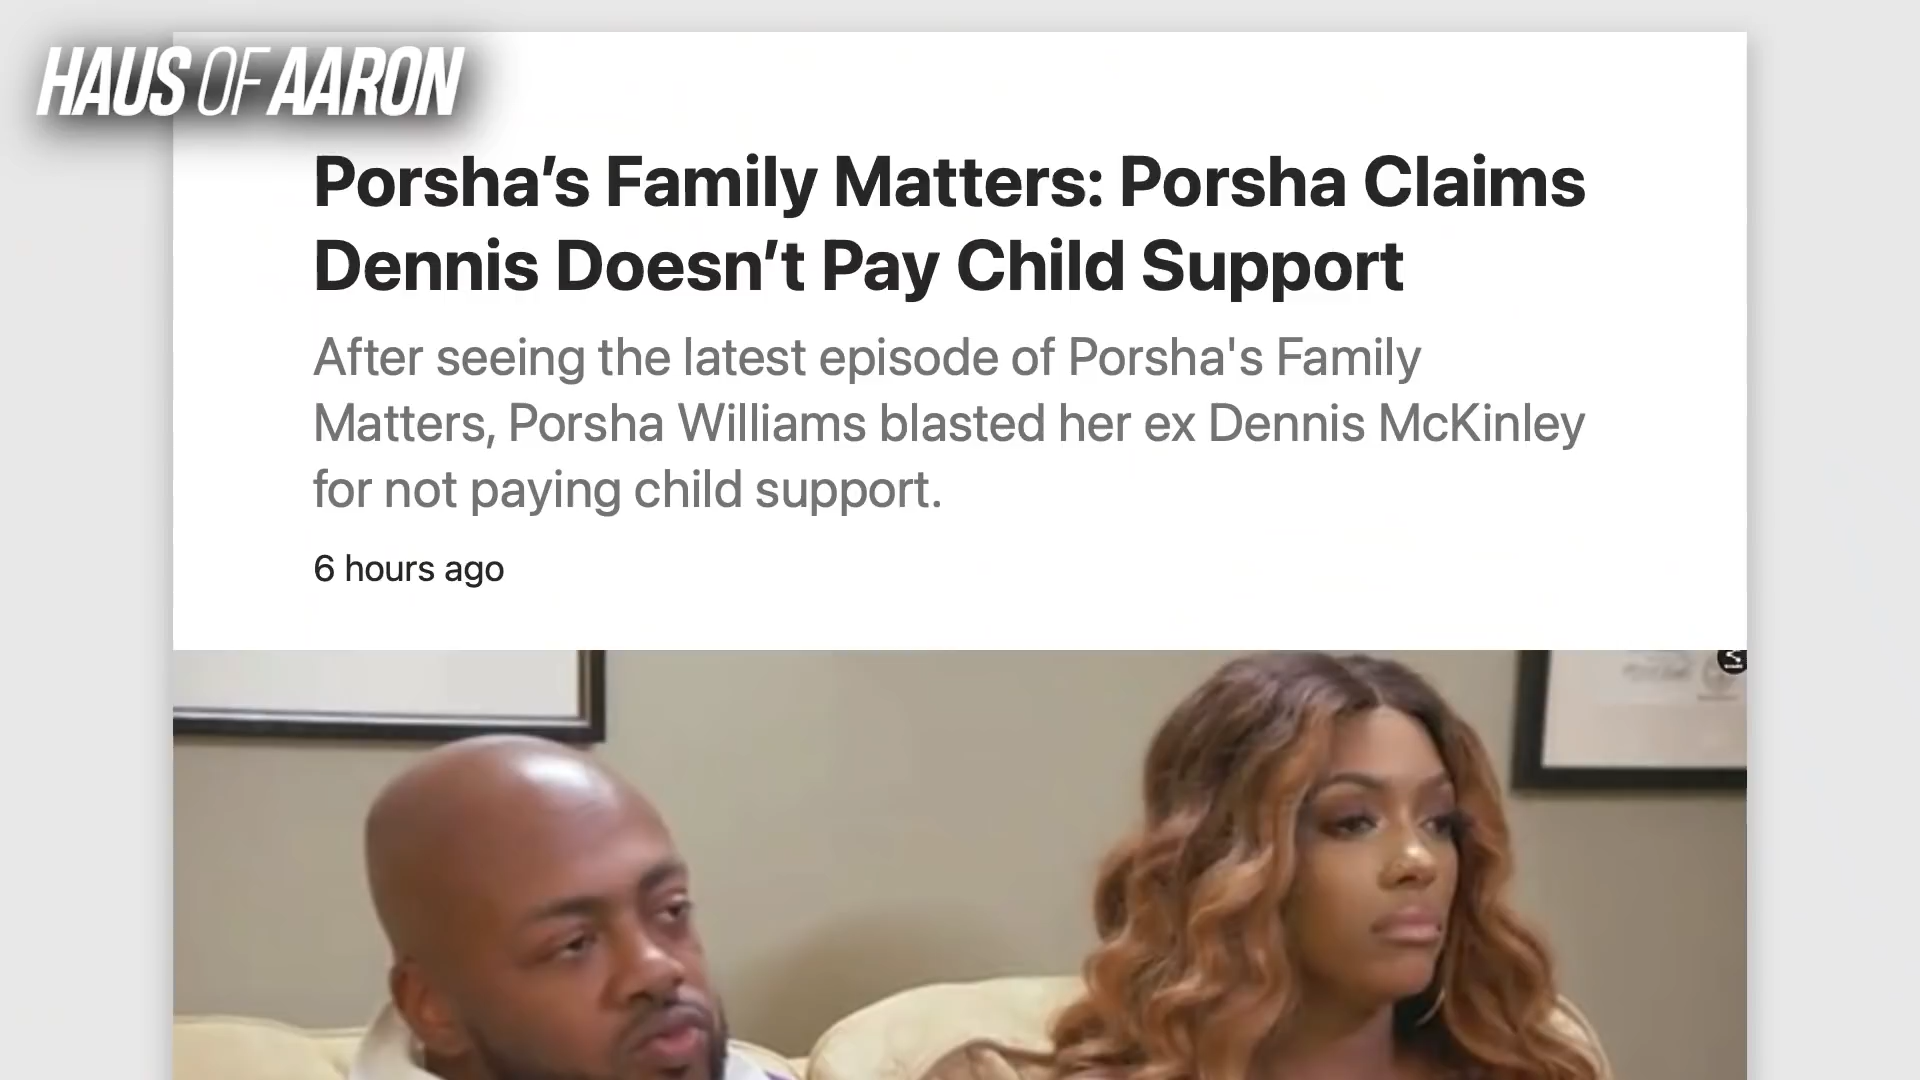 HAUS OF AARON
Porsha’s Family Matters: Porsha Claims
Dennis Doesn’t Pay Child Support
After seeing the latest episode of Porsha's Family
Matters, Porsha Williams blasted her ex Dennis McKinley
for not paying child support.
6 hours ago